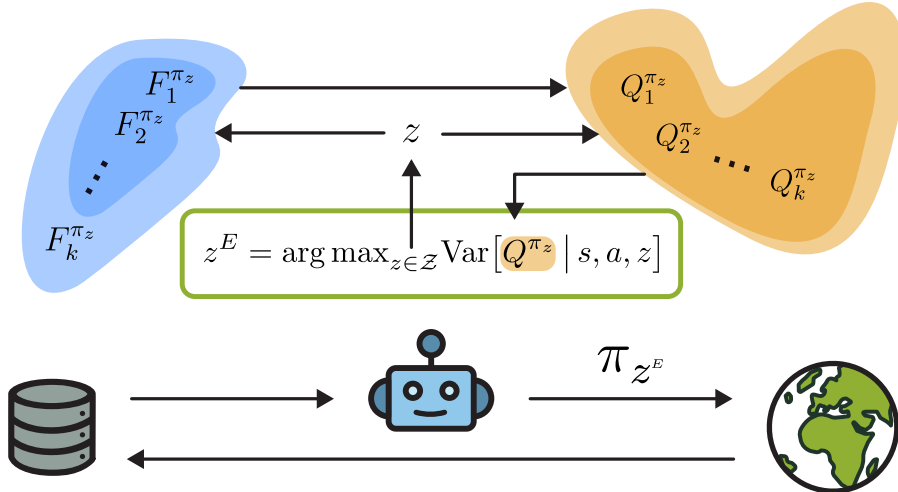 F_1^{π_z}
F_2^{π_z}
⋰
F_k^{π_z}
z
Q_1^{π_z}
Q_2^{π_z}
⋱
Q_k^{π_z}
z^E = arg max_{z∈𝒵} Var[Q^{π_z} | s, a, z]
π_{z^E}